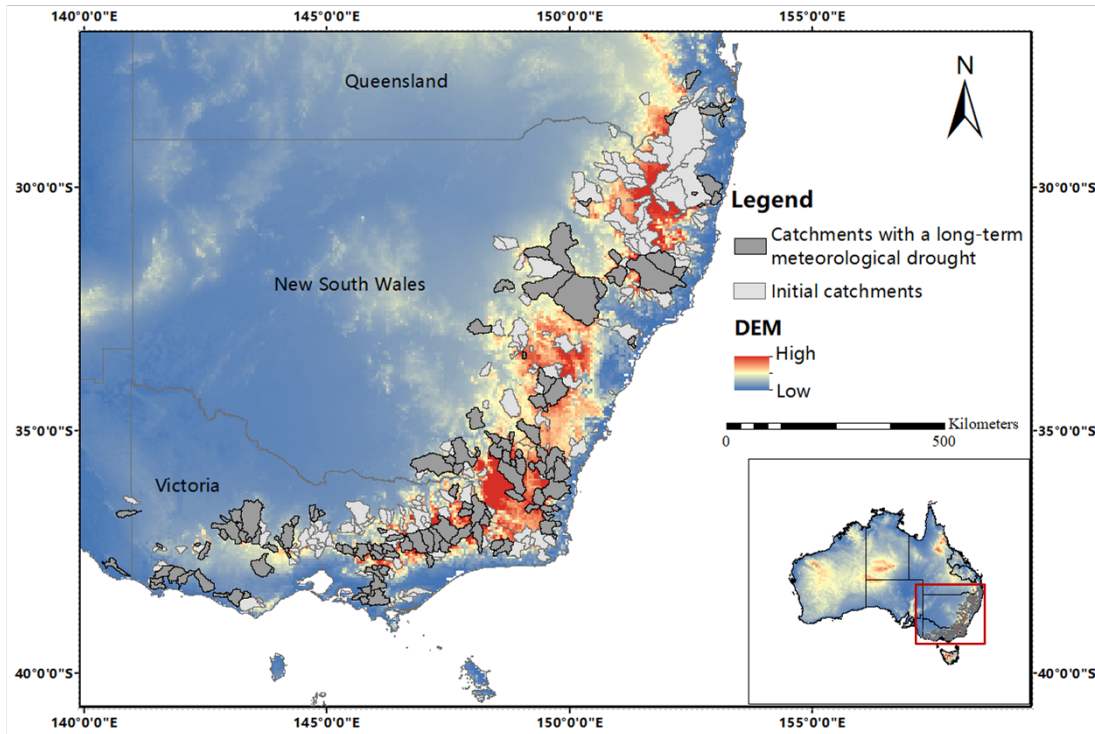 140°0'0"E 145°0'0"E 150°0'0"E 155°0'0"E
Queensland
N
30°0'0"S
30°0'0"S
Legend
Catchments with a long-term
meteorological drought
New South Wales
Initial catchments
DEM
High
Low
Kilometers
0 500
35°0'0"S
35°0'0"S
Victoria
40°0'0"S
40°0'0"S
140°0'0"E 145°0'0"E 150°0'0"E 155°0'0"E